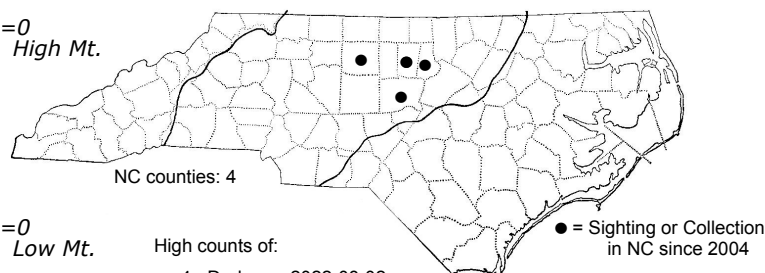 =0
High Mt.
NC counties: 4
=0
Low Mt.
High counts of:
● = Sighting or Collection
in NC since 2004